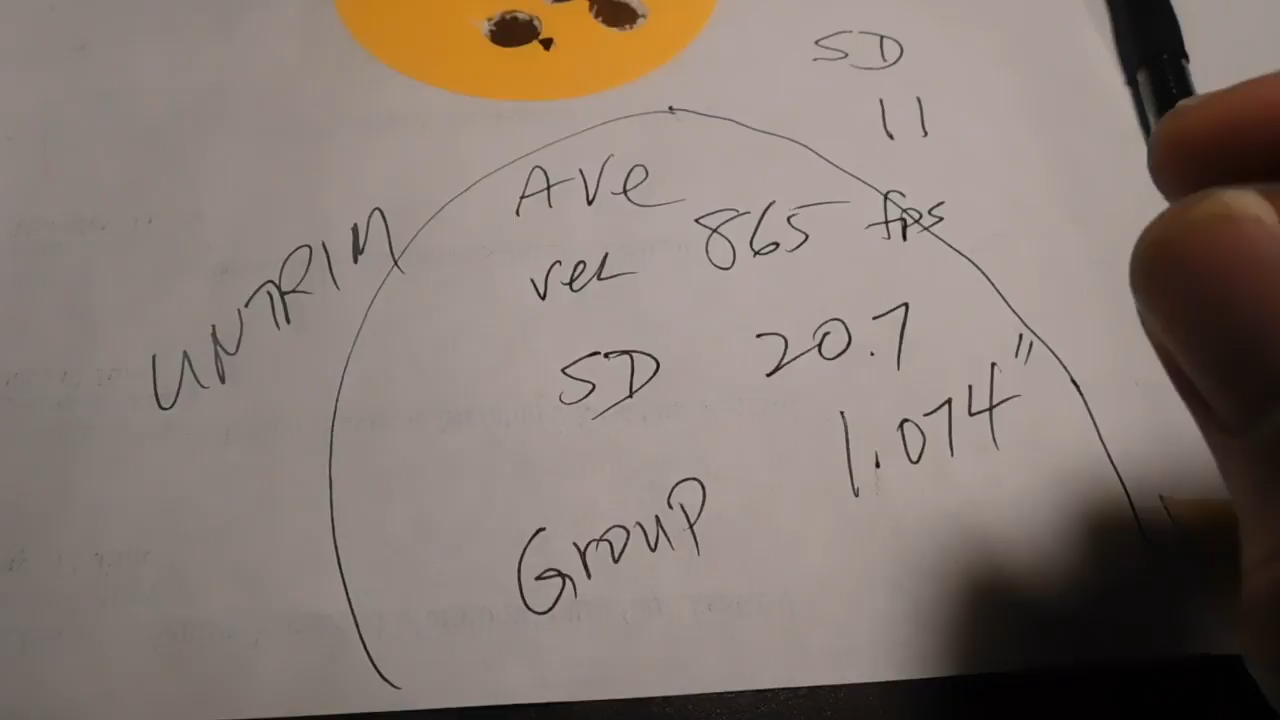 SD
11
UNTRIM
Ave
vel 865 fps
SD 20.7
Group 1.074"